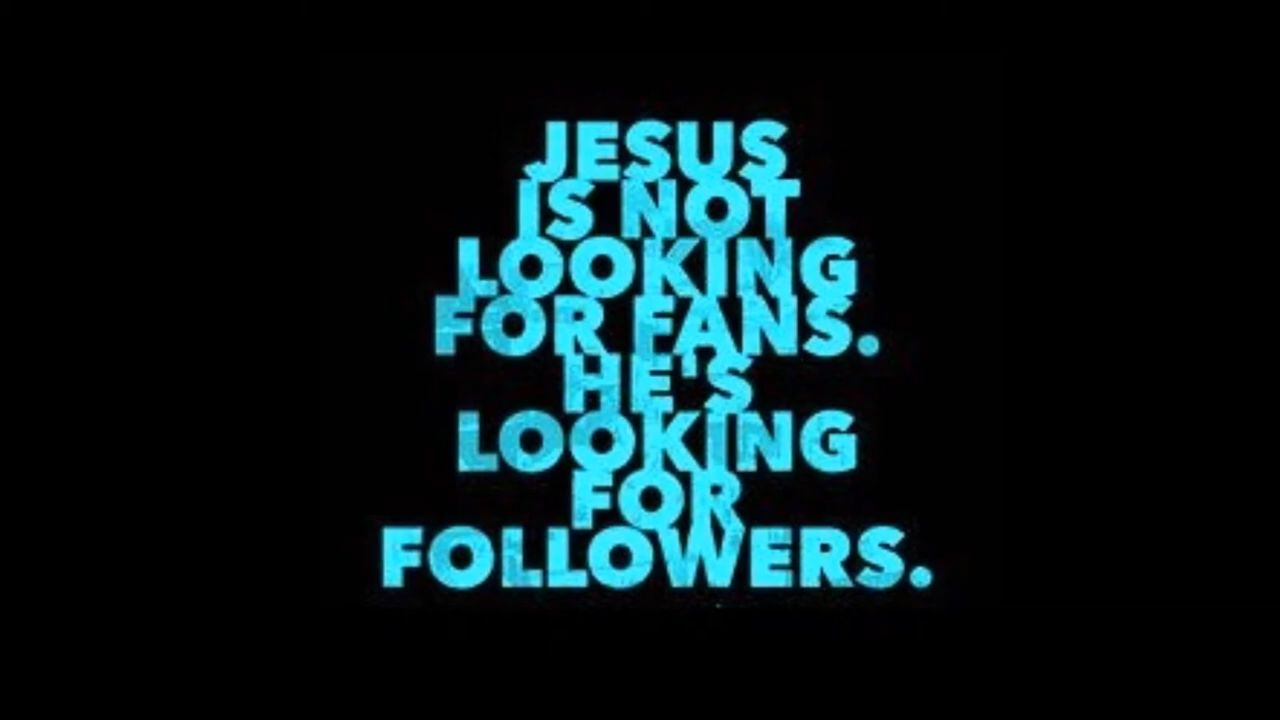 JESUS
IS NOT
LOOKING
FOR FANS.
HE'S
LOOKING
FOR
FOLLOWERS.